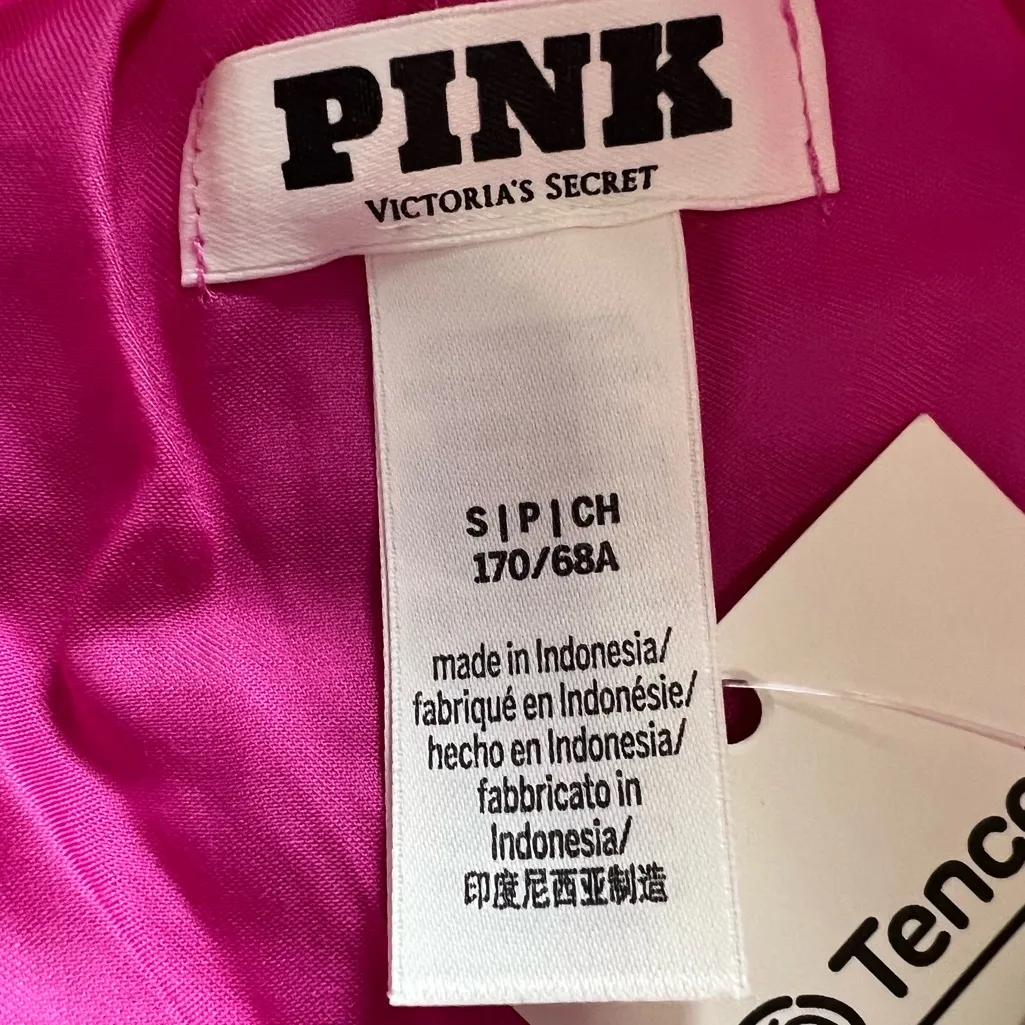 PINK
VICTORIA'S SECRET
S | P | CH
170/68A
made in Indonesia/
fabriqué en Indonésie/
hecho en Indonesia/
fabbricato in
Indonesia/
印度尼西亚制造